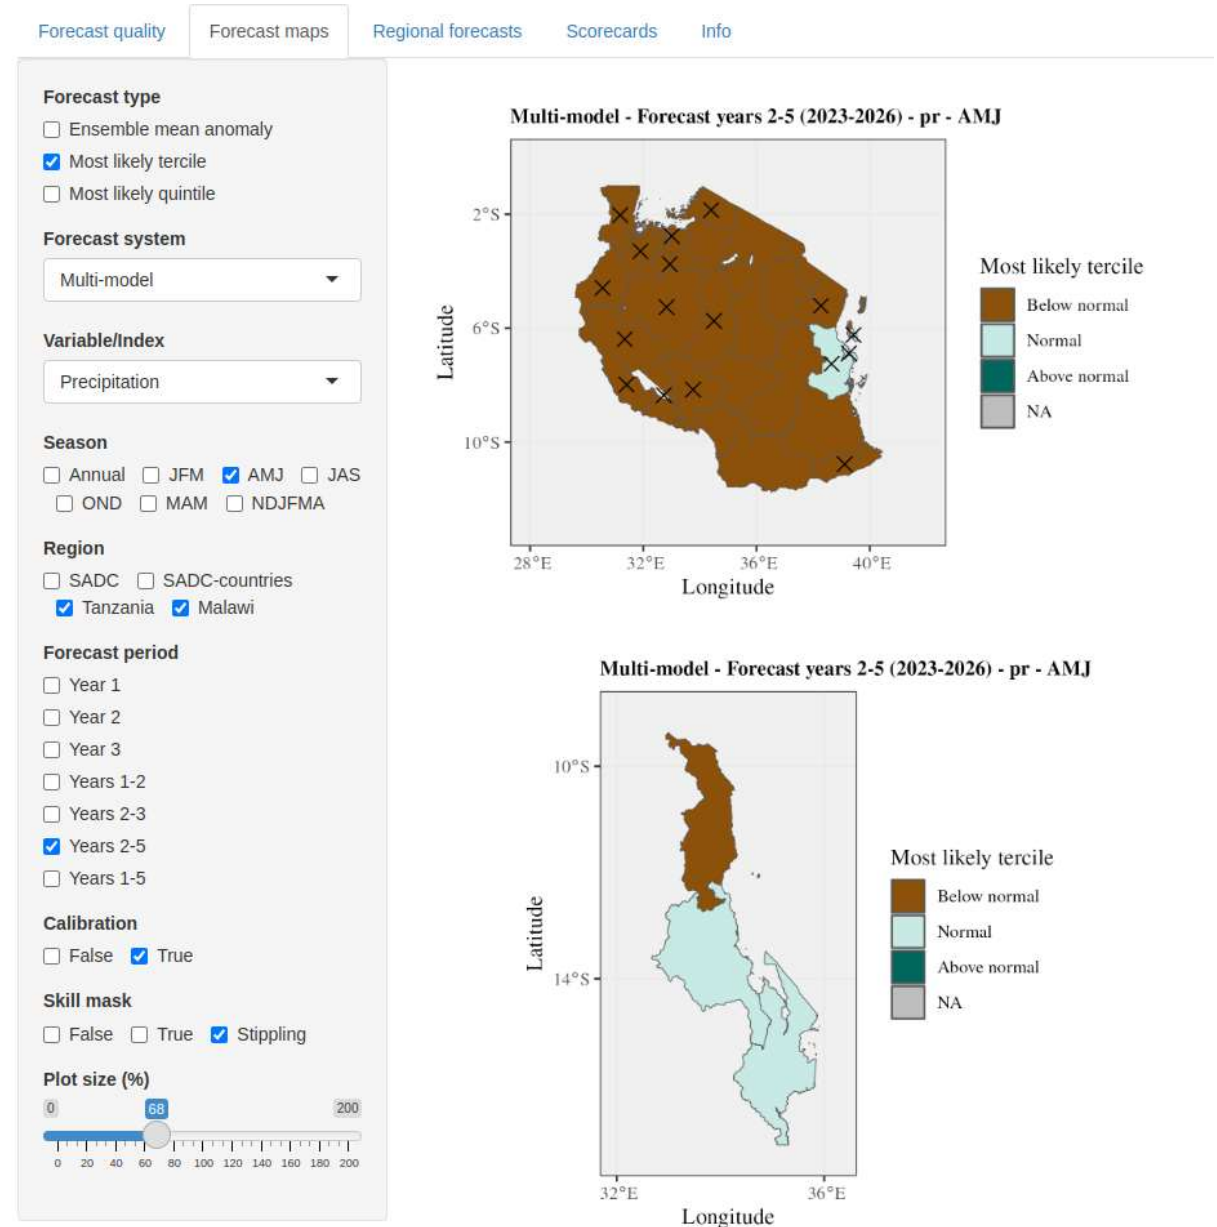 Forecast quality Forecast maps Regional forecasts Scorecards Info
Forecast type
Ensemble mean anomaly
Most likely tercile
Most likely quintile
Forecast system
Multi-model
Variable/Index
Precipitation
Season
Annual JFM AMJ JAS
OND MAM NDJFMA
Region
SADC SADC-countries
Tanzania Malawi
Forecast period
Year 1
Year 2
Year 3
Years 1-2
Years 2-3
Years 2-5
Years 1-5
Calibration
False True
Skill mask
False True Stippling
Plot size (%)
0 68 200
0 20 40 60 80 100 120 140 160 180 200
Multi-model - Forecast years 2-5 (2023-2026) - pr - AMJ
2°S
6°S
10°S
Latitude
28°E 32°E 36°E 40°E
Longitude
Most likely tercile
Below normal
Normal
Above normal
NA
Multi-model - Forecast years 2-5 (2023-2026) - pr - AMJ
10°S
14°S
Latitude
32°E 36°E
Longitude
Most likely tercile
Below normal
Normal
Above normal
NA